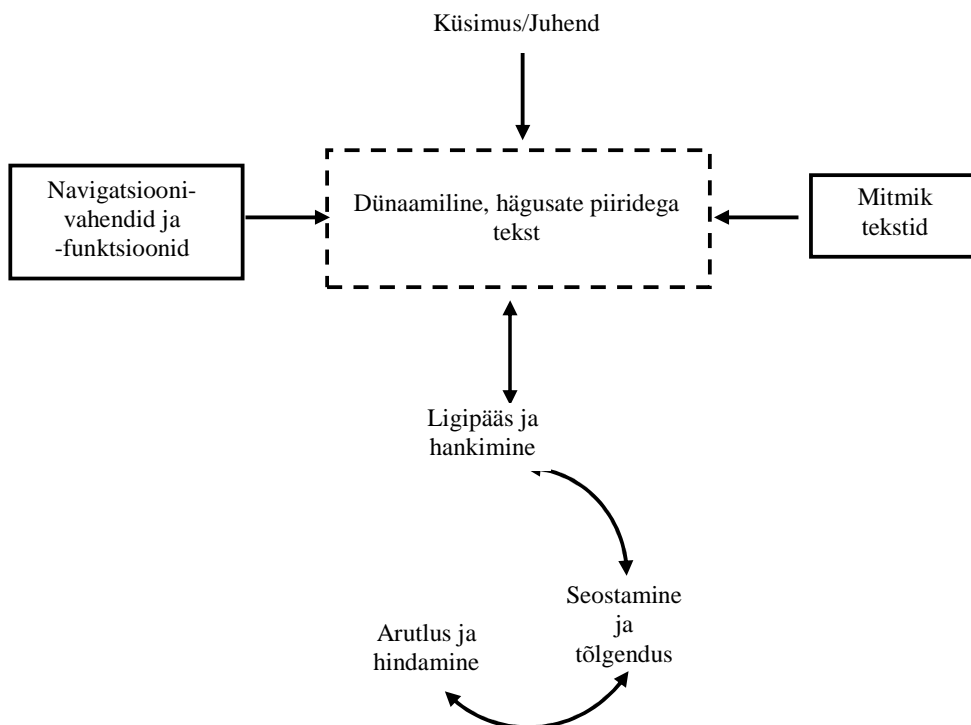 Küsimus/Juhend
Navigatsiooni-
vahendid ja
-funktsioonid
Dünaamiline, hägusate piiridega
tekst
Mitmik
tekstid
Ligipääs ja
hankimine
Seostamine
ja
tõlgendus
Arutlus ja
hindamine